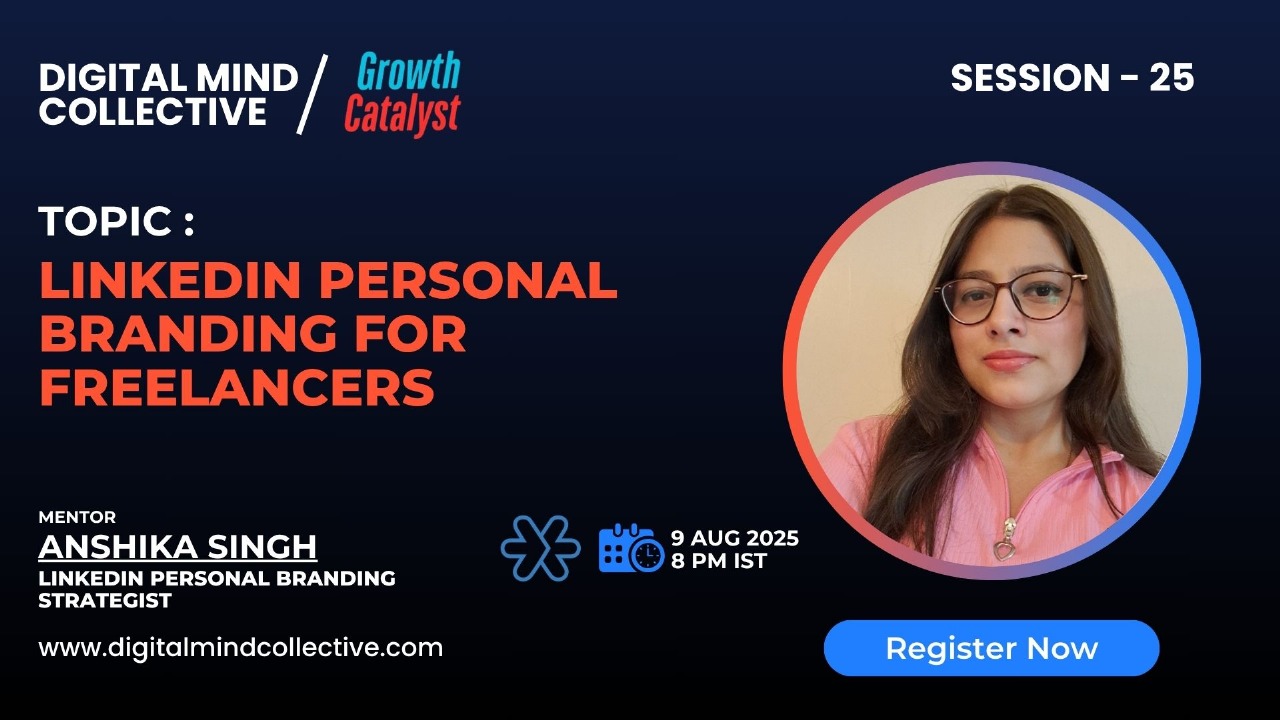 DIGITAL MIND
COLLECTIVE
Growth
Catalyst
SESSION - 25
TOPIC :
LINKEDIN PERSONAL
BRANDING FOR
FREELANCERS
MENTOR
ANSHIKA SINGH
LINKEDIN PERSONAL BRANDING
STRATEGIST
9 AUG 2025
8 PM IST
www.digitalmindcollective.com
Register Now